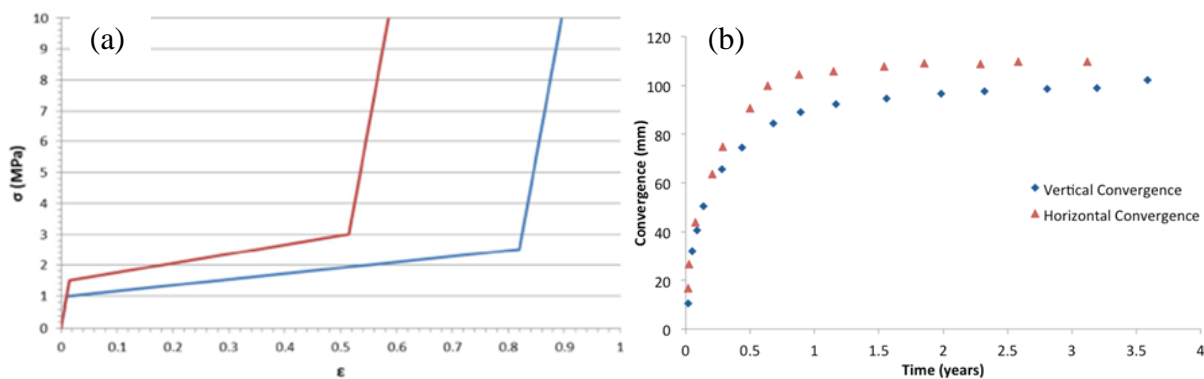 (a)
σ (MPa)
10
9
8
7
6
5
4
3
2
1
0
0 0.1 0.2 0.3 0.4 0.5 0.6 0.7 0.8 0.9 1
ε
(b)
Convergence (mm)
120
100
80
60
40
20
0
0 0.5 1 1.5 2 2.5 3 3.5 4
Time (years)
Vertical Convergence
Horizontal Convergence